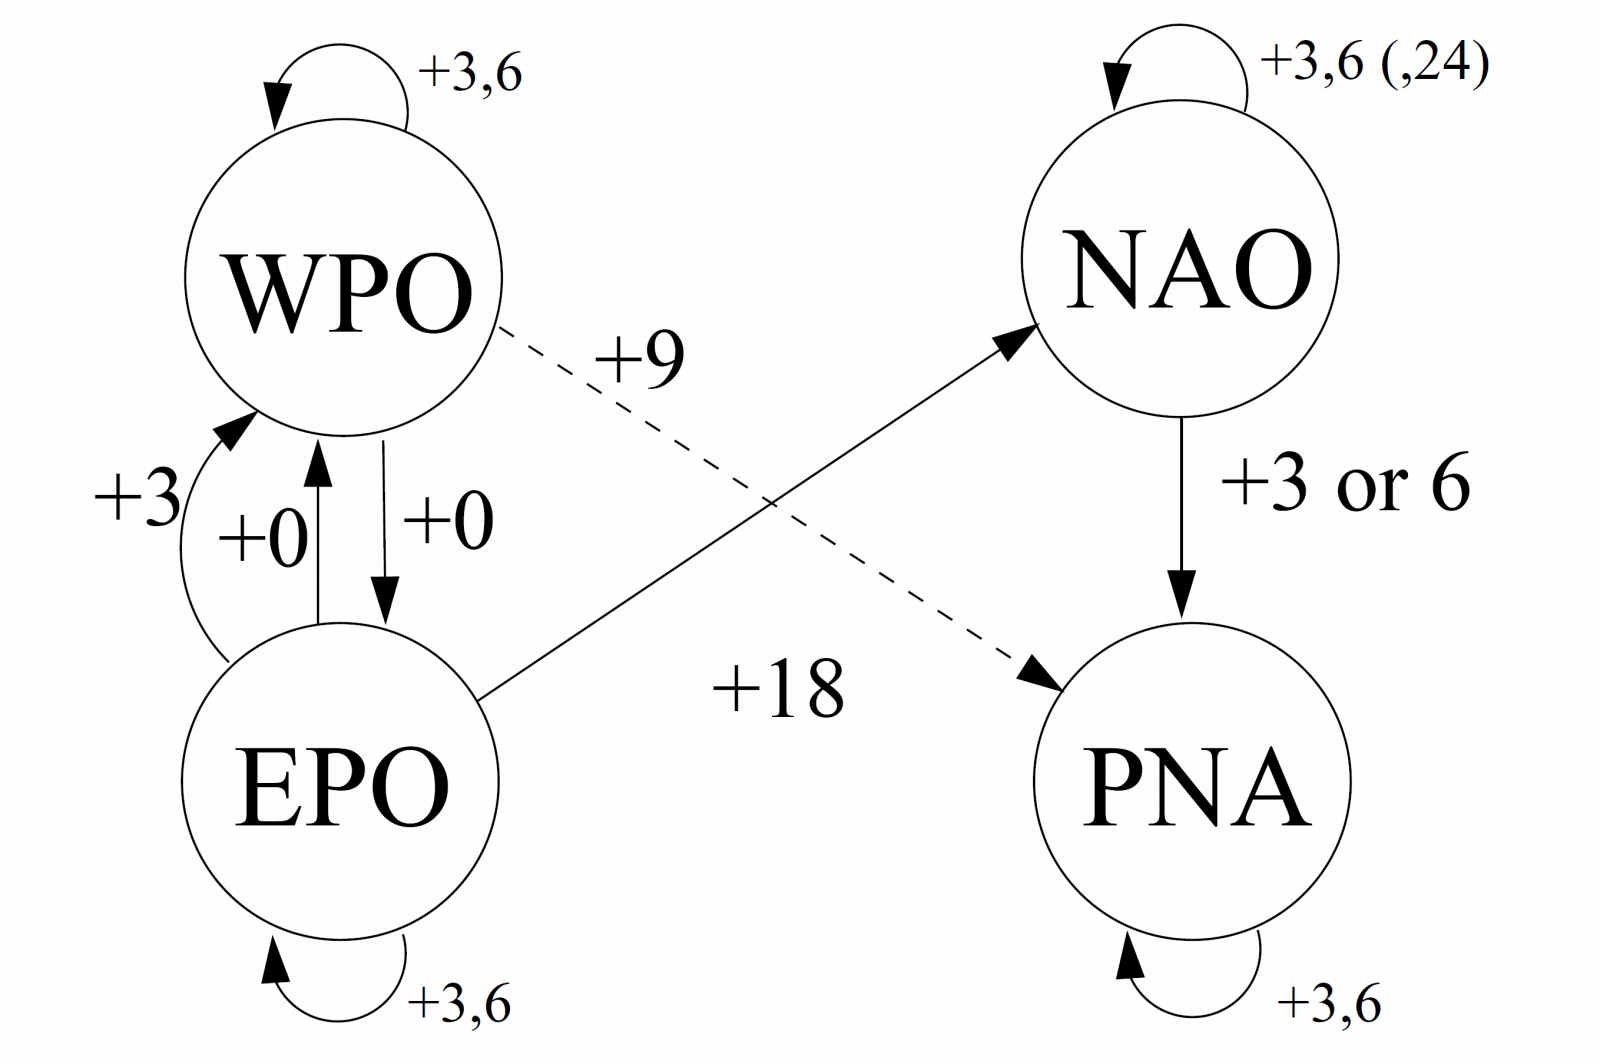 +3,6
+3,6 (,24)
WPO
NAO
+9
+3
+0
+0
+3 or 6
+18
EPO
PNA
+3,6
+3,6